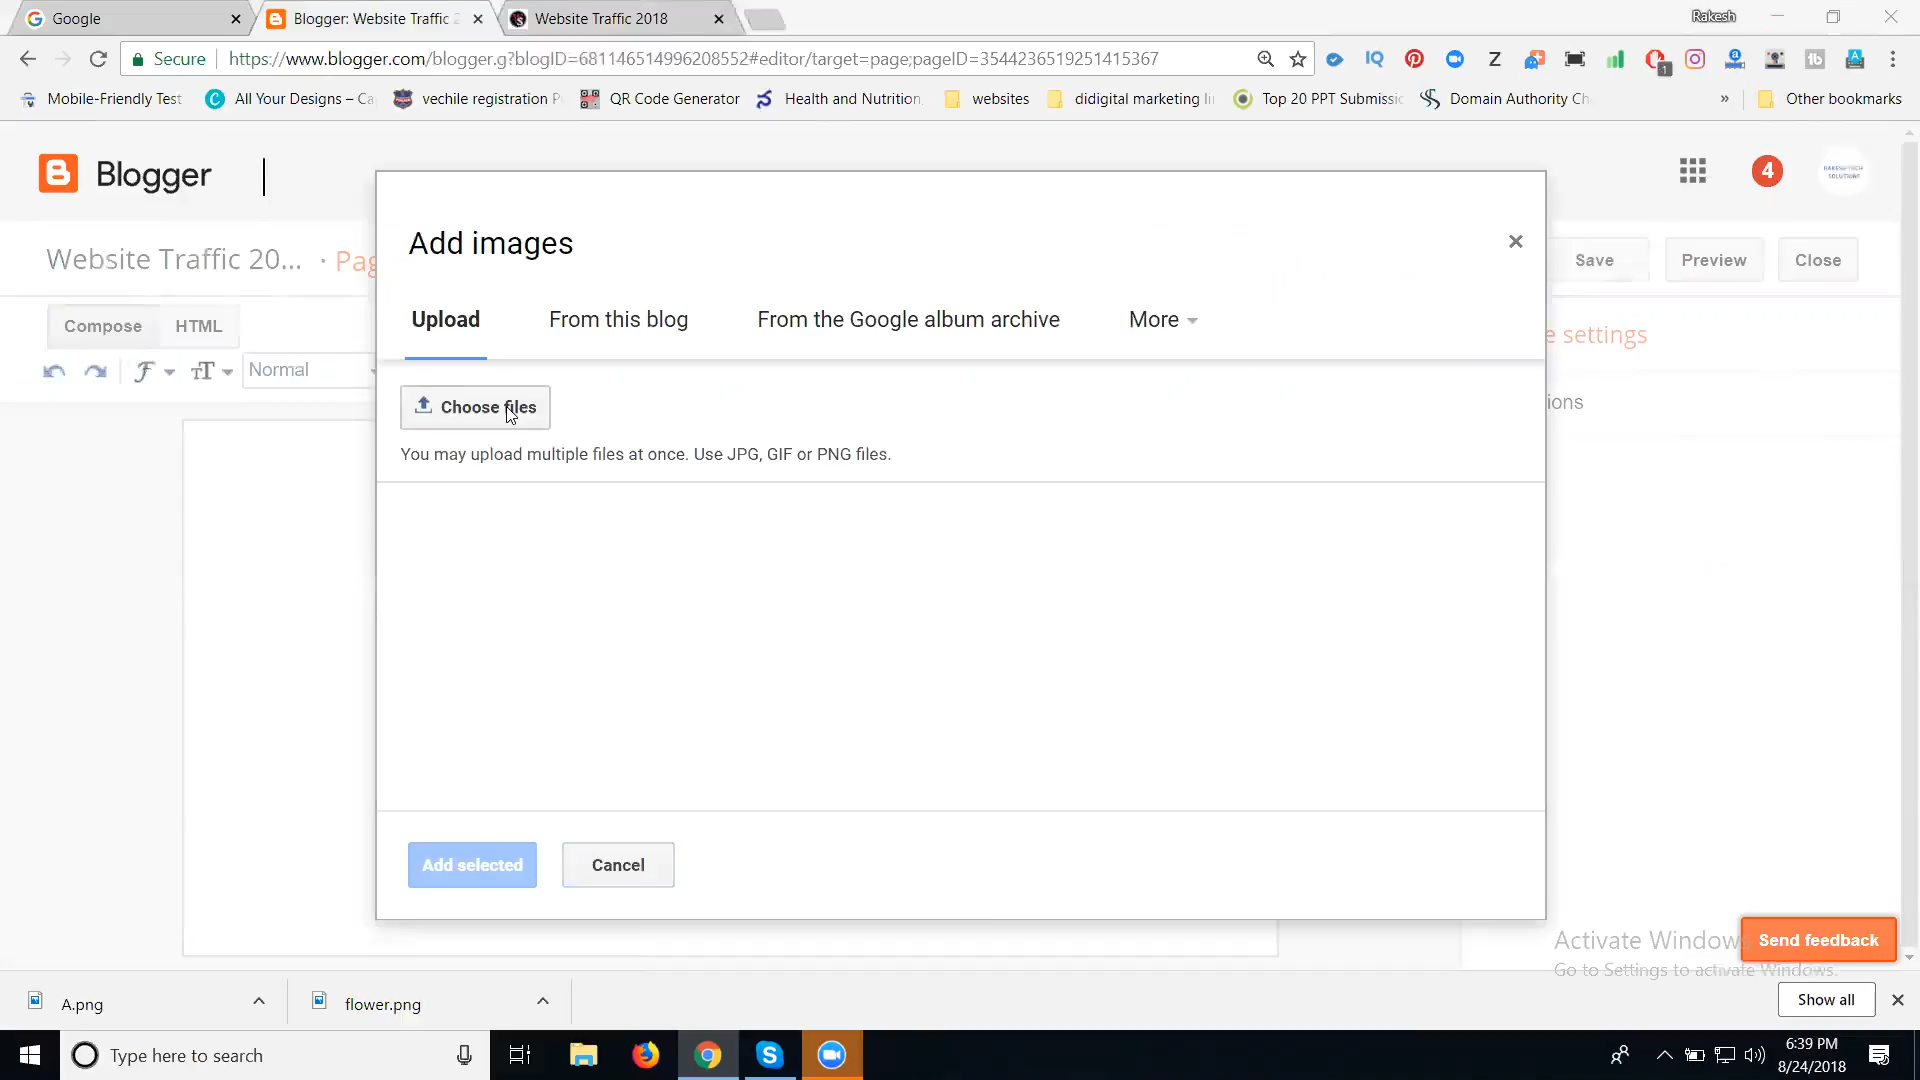 Google
Blogger: Website Traffic 2
Website Traffic 2018
Rakesh
Secure
https://www.blogger.com/blogger.g?blogID=681146514996208552#editor/target=page;pageID=3544236519251415367
1
Mobile-Friendly Test
All Your Designs – Ca
vechile registration P
QR Code Generator
Health and Nutrition
websites
didigital marketing li
Top 20 PPT Submissic
Domain Authority Ch
»
Other bookmarks
Blogger
4
Website Traffic 20... · Pag
Save
Preview
Close
Add images
Compose
HTML
Upload
From this blog
From the Google album archive
More
e settings
Normal
Choose files
ions
You may upload multiple files at once. Use JPG, GIF or PNG files.
Add selected
Cancel
Activate Window
Go to Settings to activate Windows.
Send feedback
A.png
flower.png
Show all
Type here to search
6:39 PM
8/24/2018